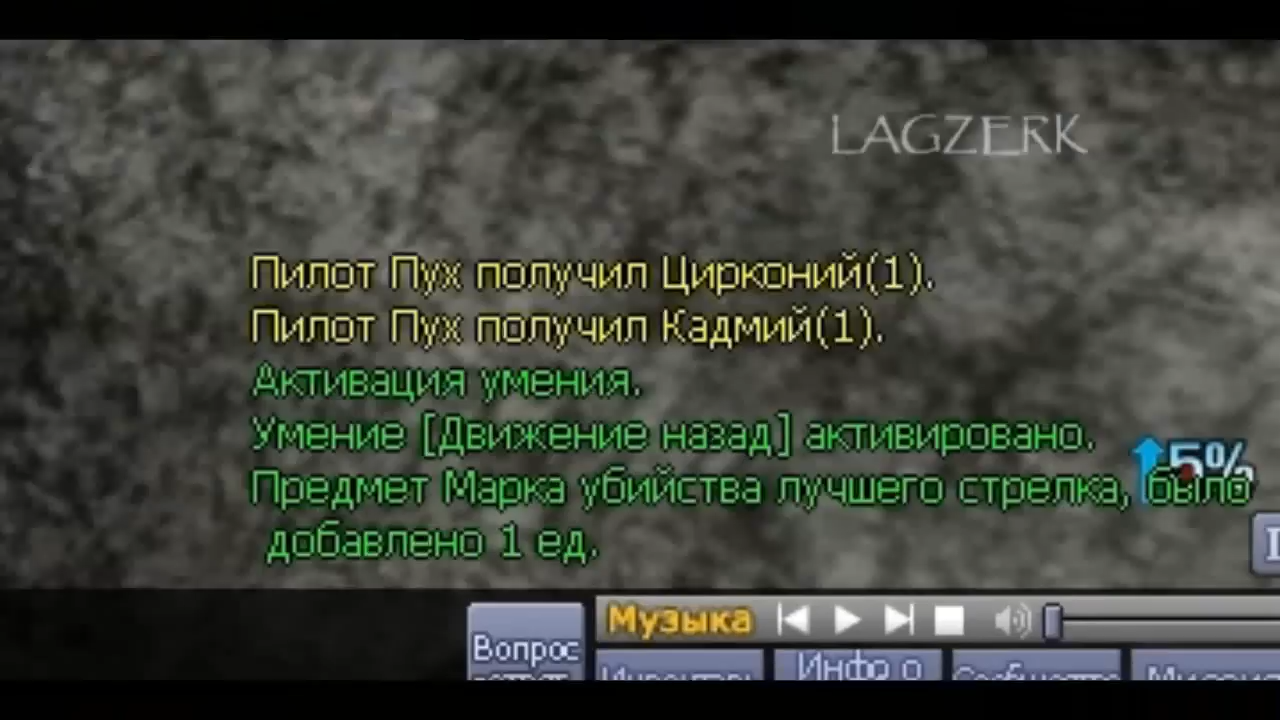 LAGZERK
Пилот Пух получил Цирконий(1).
Пилот Пух получил Кадмий(1).
Активация умения.
Умение [Движение назад] активировано.
5%
Предмет Марка убийства лучшего стрелка, было
добавлено 1 ед.
Музыка
Вопрос
Инфо о